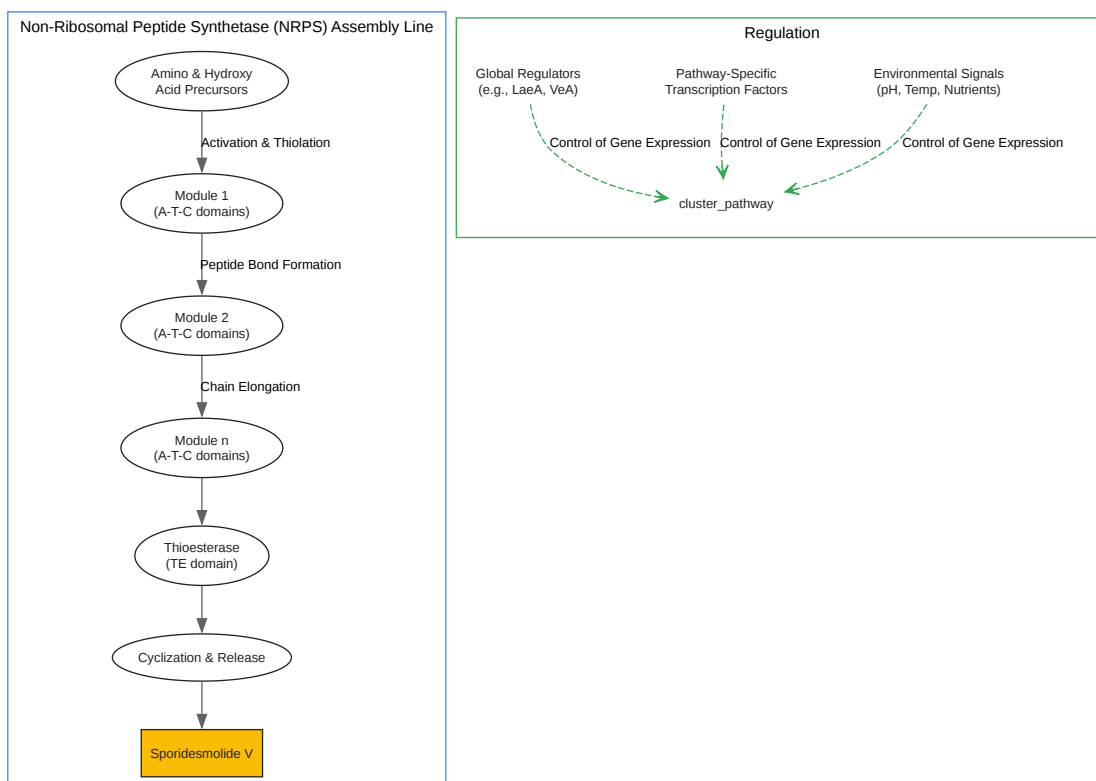 Non-Ribosomal Peptide Synthetase (NRPS) Assembly Line
Amino & Hydroxy
Acid Precursors
Activation & Thiolation
Module 1
(A-T-C domains)
Peptide Bond Formation
Module 2
(A-T-C domains)
Chain Elongation
Module n
(A-T-C domains)
Thioesterase
(TE domain)
Cyclization & Release
Sporidesmolide V
Regulation
Global Regulators
(e.g., LaeA, VeA)
Pathway-Specific
Transcription Factors
Environmental Signals
(pH, Temp, Nutrients)
Control of Gene Expression
Control of Gene Expression
Control of Gene Expression
cluster_pathway